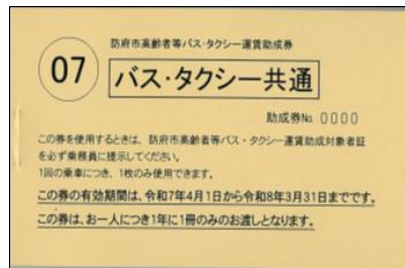 防府市高齢者等バス・タクシー運賃助成券
07
バス・タクシー共通
助成券No. 0000
この券を使用するときは、防府市高齢者等バス・タクシー運賃助成対象者証
を必ず乗務員に提示してください。
1回の乗車につき、1枚のみ使用できます。
この券の有効期間は、令和7年4月1日から令和8年3月31日までです。
この券は、お一人につき1年に1冊のみのお渡しとなります。